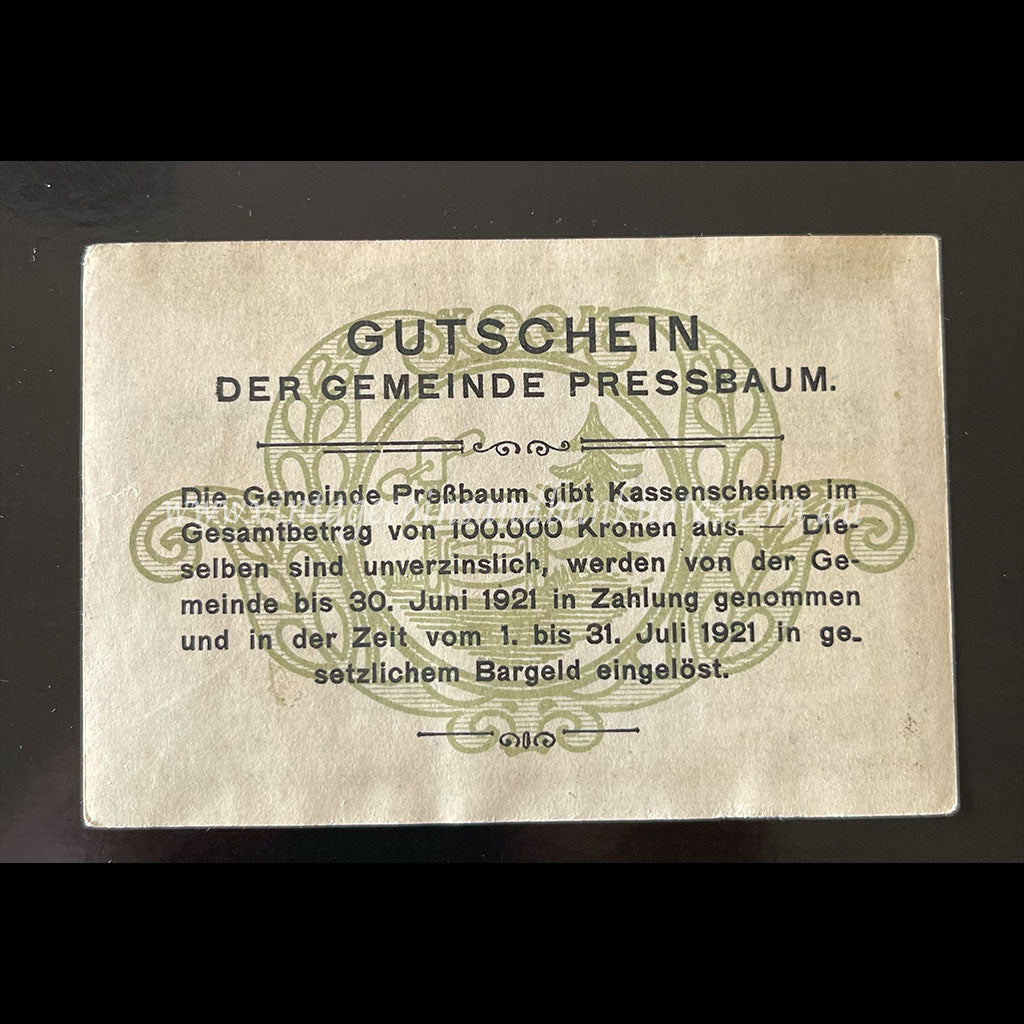 GUTSCHEIN
DER GEMEINDE PRESSBAUM.
Die Gemeinde Preßbaum gibt Kassenscheine im
Gesamtbetrag von 100.000 Kronen aus. — Die-
selben sind unverzinslich, werden von der Ge-
meinde bis 30. Juni 1921 in Zahlung genommen
und in der Zeit vom 1. bis 31. Juli 1921 in ge-
setzlichem Bargeld eingelöst.